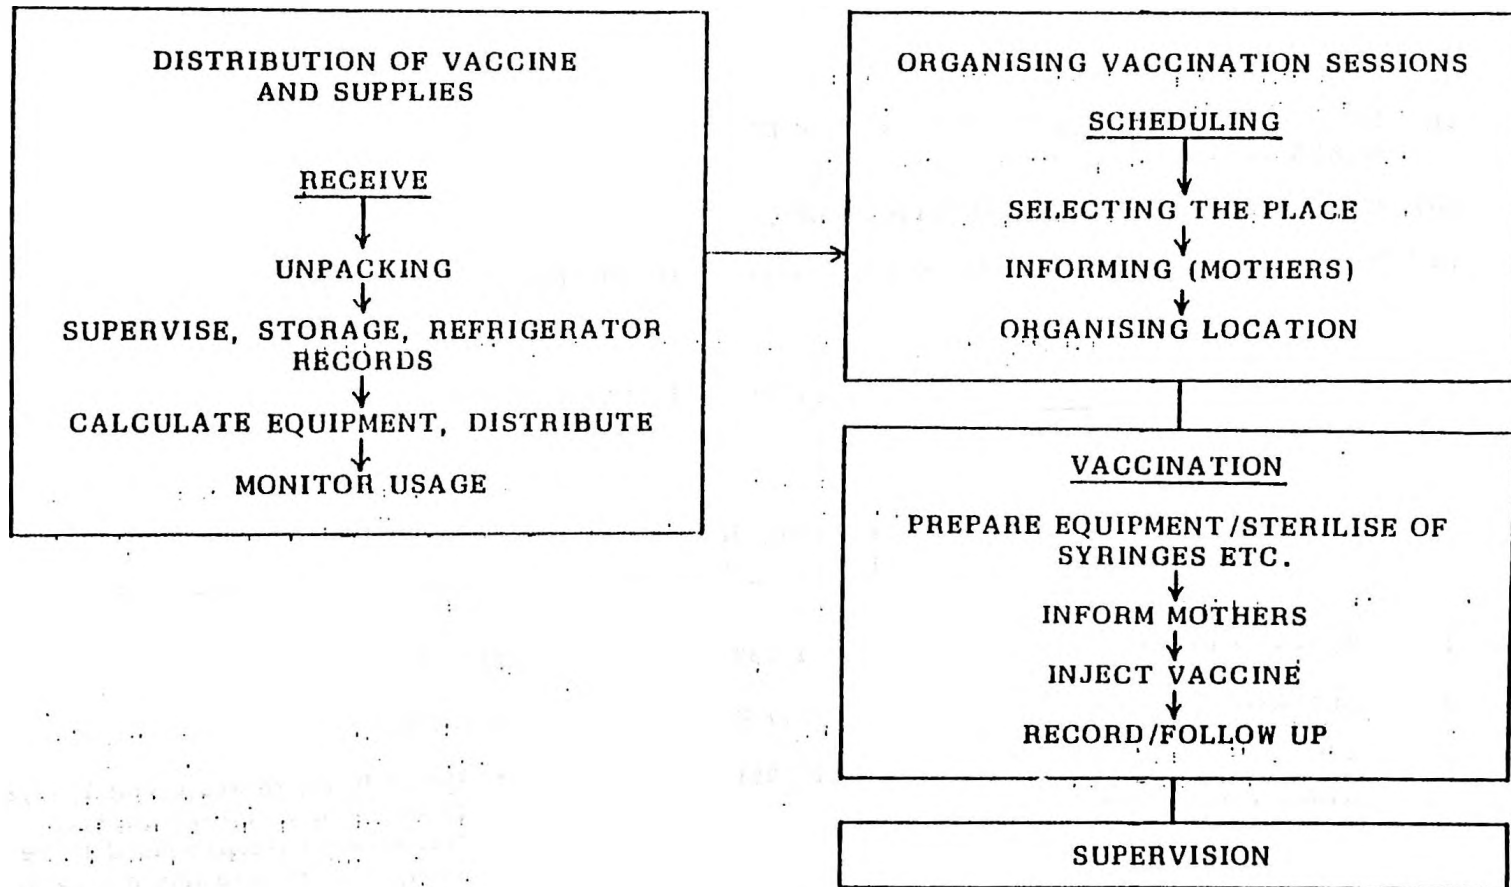 DISTRIBUTION OF VACCINE
AND SUPPLIES
RECEIVE
UNPACKING
SUPERVISE, STORAGE, REFRIGERATOR
RECORDS
CALCULATE EQUIPMENT, DISTRIBUTE
MONITOR USAGE
ORGANISING VACCINATION SESSIONS
SCHEDULING
SELECTING THE PLACE
INFORMING (MOTHERS)
ORGANISING LOCATION
VACCINATION
PREPARE EQUIPMENT/STERILISE OF
SYRINGES ETC.
INFORM MOTHERS
INJECT VACCINE
RECORD/FOLLOW UP
SUPERVISION